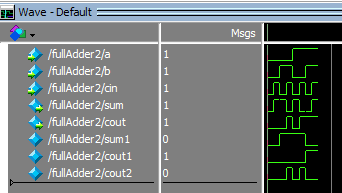 Wave - Default
Msgs
/fullAdder2/a 1
/fullAdder2/b 1
/fullAdder2/cin 1
/fullAdder2/sum 1
/fullAdder2/cout 1
/fullAdder2/sum1 0
/fullAdder2/cout1 1
/fullAdder2/cout2 0